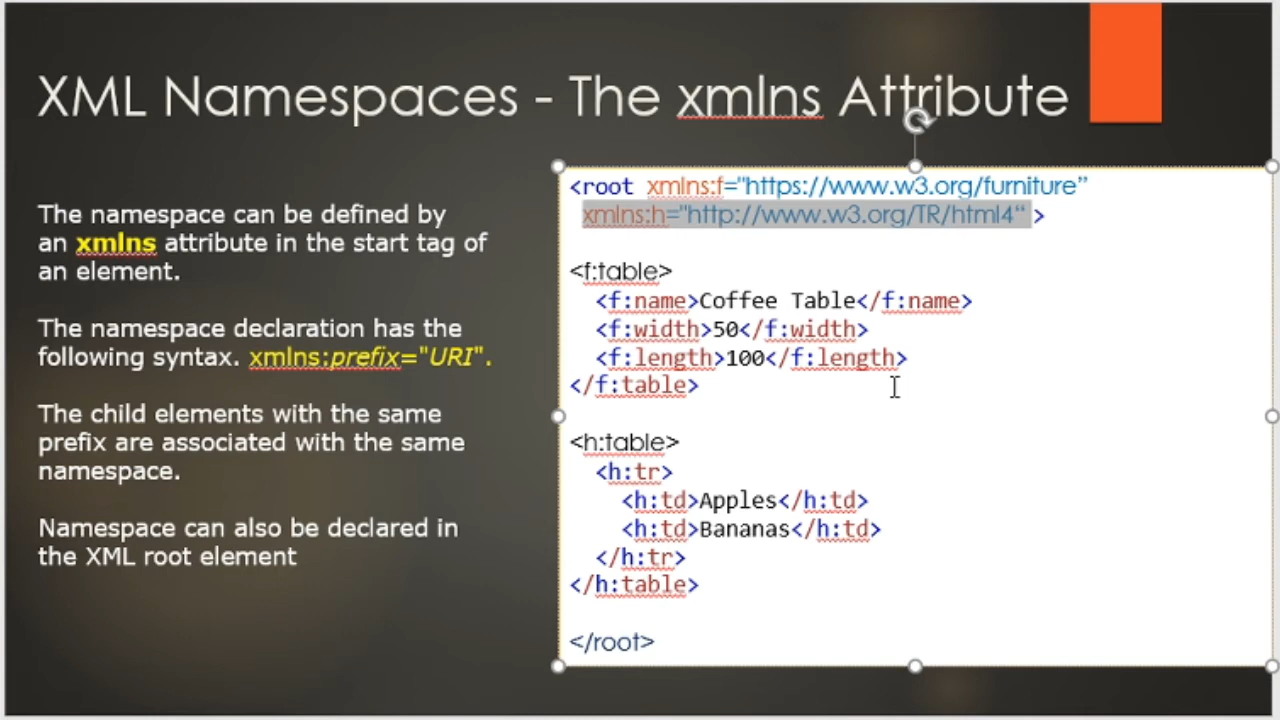 XML Namespaces - The xmlns Attribute
The namespace can be defined by
an xmlns attribute in the start tag of
an element.
The namespace declaration has the
following syntax. xmlns:prefix="URI".
The child elements with the same
prefix are associated with the same
namespace.
Namespace can also be declared in
the XML root element
<root xmlns:f="https://www.w3.org/furniture”
xmlns:h="http://www.w3.org/TR/html4“ >
<f:table>
<f:name>Coffee Table</f:name>
<f:width>50</f:width>
<f:length>100</f:length>
</f:table>
<h:table>
<h:tr>
<h:td>Apples</h:td>
<h:td>Bananas</h:td>
</h:tr>
</h:table>
</root>